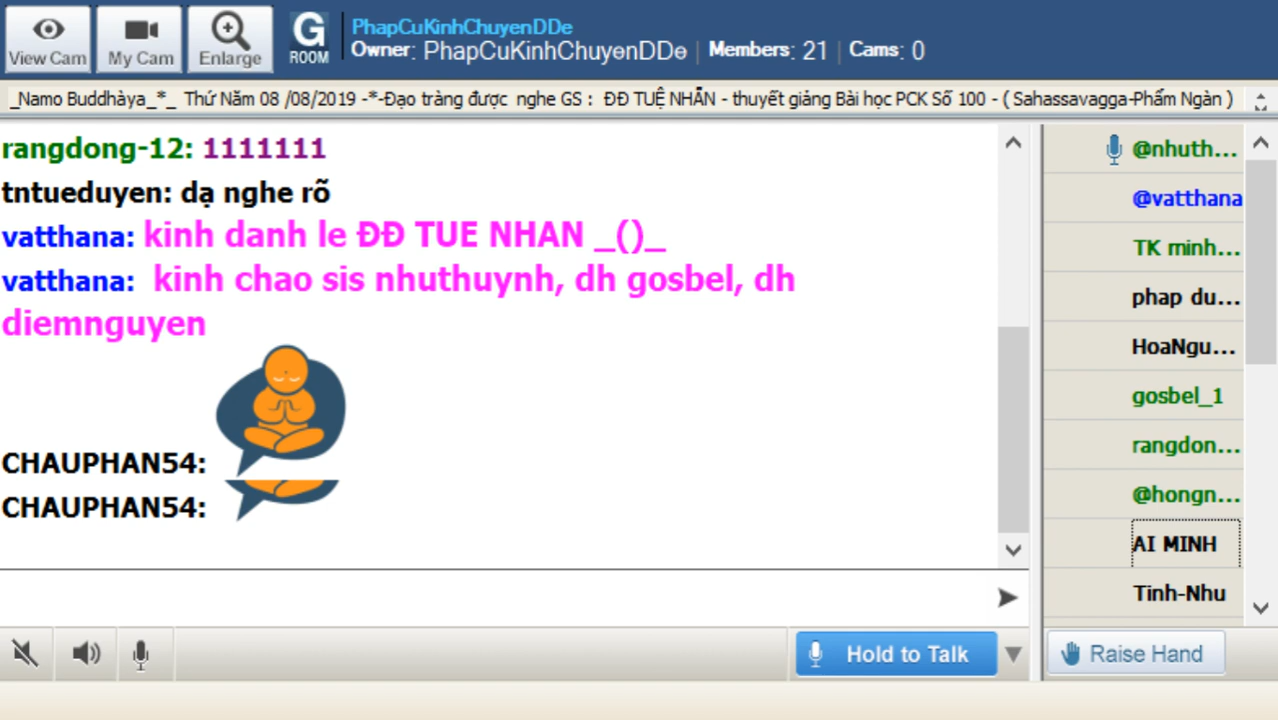 View Cam
My Cam
Enlarge
G
ROOM
PhapCuKinhChuyenDDe
Owner: PhapCuKinhChuyenDDe | Members: 21 | Cams: 0
_Namo Buddhàya_*_ Thứ Năm 08 /08/2019 -*-Đạo tràng được nghe GS : ĐĐ TUỆ NHẪN - thuyết giảng Bài học PCK Số 100 - ( Sahassavagga-Phẩm Ngàn )
rangdong-12: 1111111
tntueduyen: dạ nghe rõ
vatthana: kinh danh le ĐĐ TUE NHAN _()_
vatthana: kinh chao sis nhuthuynh, dh gosbel, dh
diemnguyen
CHAUPHAN54:
CHAUPHAN54:
@nhuth...
@vatthana
TK minh...
phap du...
HoaNgu...
gosbel_1
rangdon...
@hongn...
AI MINH
Tinh-Nhu
Hold to Talk
Raise Hand